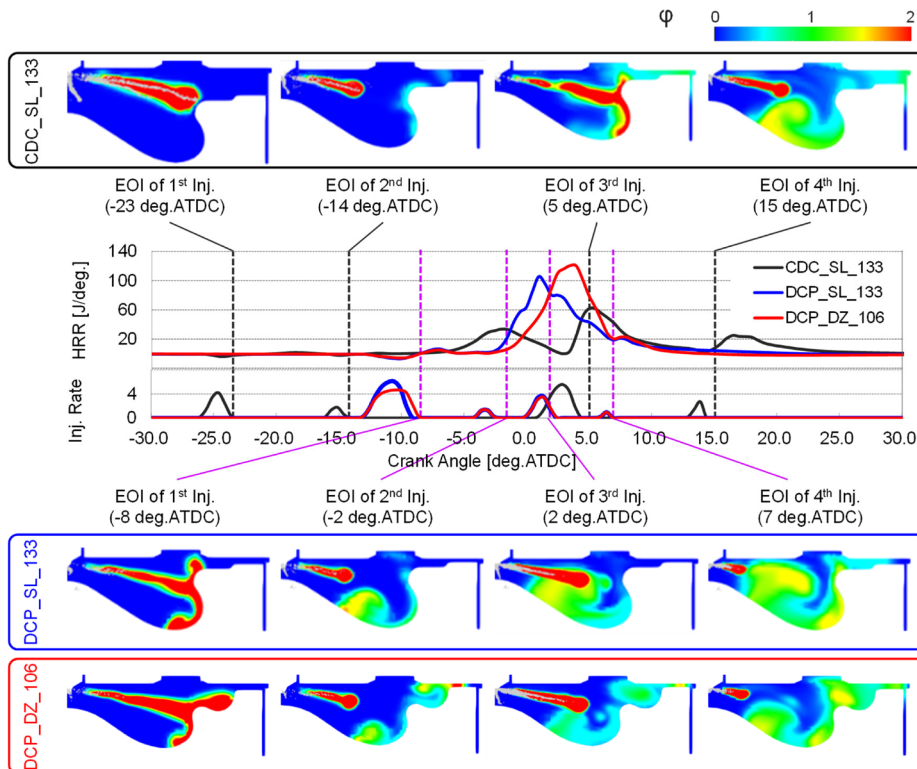 φ 0 1 2
CDC_SL_133
EOI of 1st Inj. EOI of 2nd Inj. EOI of 3rd Inj. EOI of 4th Inj.
(-23 deg.ATDC) (-14 deg.ATDC) (5 deg.ATDC) (15 deg.ATDC)
140
100
60
20
HRR [J/deg.]
CDC_SL_133
DCP_SL_133
DCP_DZ_106
4
0
Inj. Rate
-30.0 -25.0 -20.0 -15.0 -10.0 -5.0 0.0 5.0 10.0 15.0 20.0 25.0 30.0
Crank Angle [deg.ATDC]
EOI of 1st Inj. EOI of 2nd Inj. EOI of 3rd Inj. EOI of 4th Inj.
(-8 deg.ATDC) (-2 deg.ATDC) (2 deg.ATDC) (7 deg.ATDC)
DCP_SL_133
DCP_DZ_106